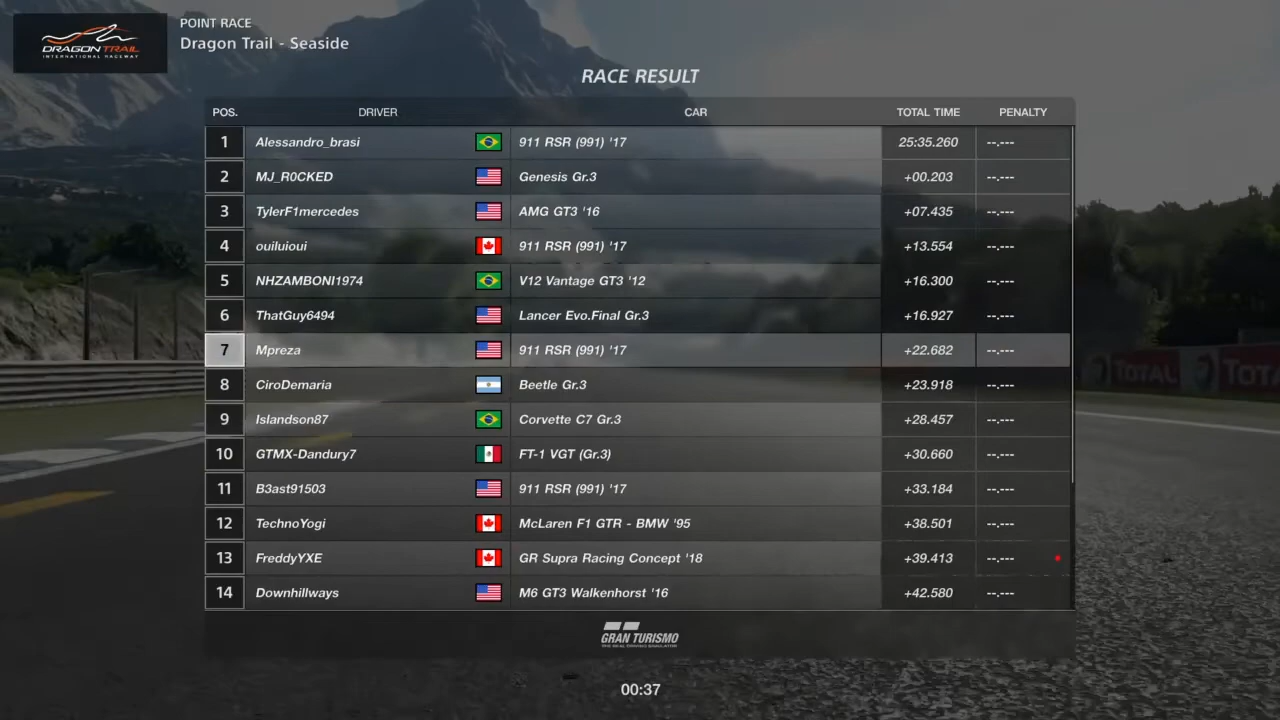 DRAGON TRAIL
INTERNATIONAL RACEWAY
POINT RACE
Dragon Trail - Seaside
RACE RESULT
POS. DRIVER CAR TOTAL TIME PENALTY
1 Alessandro_brasi 911 RSR (991) '17 25:35.260 --.---
2 MJ_R0CKED Genesis Gr.3 +00.203 --.---
3 TylerF1mercedes AMG GT3 '16 +07.435 --.---
4 ouiluioui 911 RSR (991) '17 +13.554 --.---
5 NHZAMBONI1974 V12 Vantage GT3 '12 +16.300 --.---
6 ThatGuy6494 Lancer Evo.Final Gr.3 +16.927 --.---
7 Mpreza 911 RSR (991) '17 +22.682 --.---
8 CiroDemaria Beetle Gr.3 +23.918 --.---
9 Islandson87 Corvette C7 Gr.3 +28.457 --.---
10 GTMX-Dandury7 FT-1 VGT (Gr.3) +30.660 --.---
11 B3ast91503 911 RSR (991) '17 +33.184 --.---
12 TechnoYogi McLaren F1 GTR - BMW '95 +38.501 --.---
13 FreddyYXE GR Supra Racing Concept '18 +39.413 --.---
14 Downhillways M6 GT3 Walkenhorst '16 +42.580 --.---
TOTAL TOT
GRAN TURISMO
THE REAL DRIVING SIMULATOR
00:37